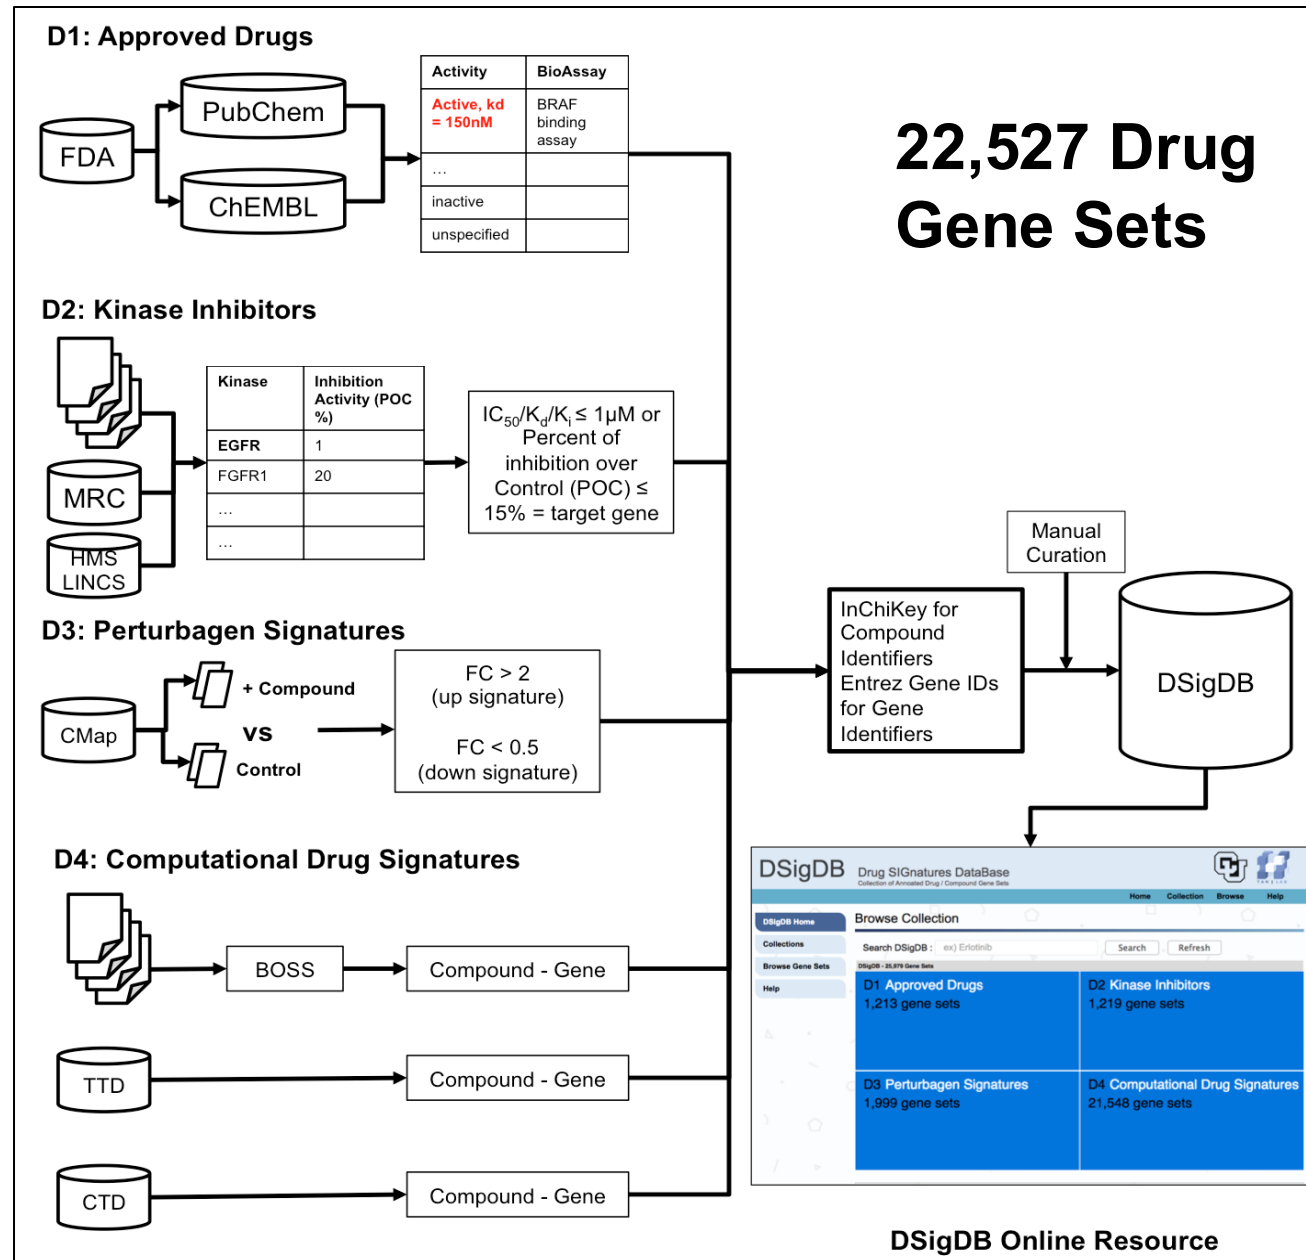 D1: Approved Drugs
FDA
PubChem
ChEMBL
Activity
BioAssay
Active, kd
= 150nM
BRAF
binding
assay
...
inactive
unspecified
22,527 Drug
Gene Sets
D2: Kinase Inhibitors
MRC
HMS
LINCS
Kinase
Inhibition
Activity (POC
%)
EGFR
1
FGFR1
20
...
...
IC50/Kd/Ki ≤ 1µM or
Percent of
inhibition over
Control (POC) ≤
15% = target gene
D3: Perturbagen Signatures
CMap
+ Compound
vs
Control
FC > 2
(up signature)
FC < 0.5
(down signature)
Manual
Curation
InChiKey for
Compound
Identifiers
Entrez Gene IDs
for Gene
Identifiers
DSigDB
D4: Computational Drug Signatures
BOSS
Compound - Gene
TTD
Compound - Gene
CTD
Compound - Gene
DSigDB
Drug SIGnatures DataBase
Collection of Annoated Drug / Compound Gene Sets
Home
Collection
Browse
Help
DSigDB Home
Collections
Browse Gene Sets
Help
Browse Collection
Search DSigDB :
ex) Erlotinib
Search
Refresh
D1 Approved Drugs
1,213 gene sets
D2 Kinase Inhibitors
1,219 gene sets
D3 Perturbagen Signatures
1,999 gene sets
D4 Computational Drug Signatures
21,548 gene sets
DSigDB Online Resource